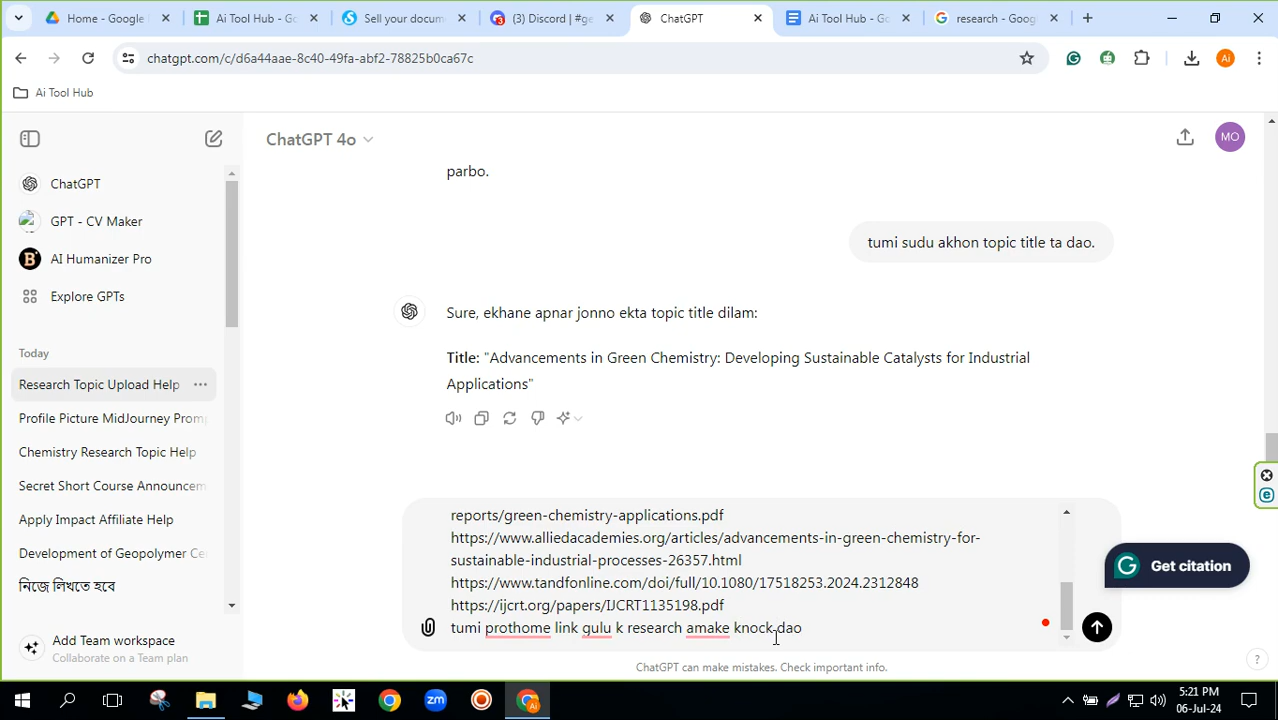 Home - Google
Ai Tool Hub - Go
Sell your docum
(3) Discord | #ge
ChatGPT
Ai Tool Hub - Go
research - Goog
chatgpt.com/c/d6a44aae-8c40-49fa-abf2-78825b0ca67c
Ai Tool Hub
ChatGPT 4o
MO
ChatGPT
GPT - CV Maker
AI Humanizer Pro
Explore GPTs
Today
Research Topic Upload Help
Profile Picture MidJourney Prom
Chemistry Research Topic Help
Secret Short Course Announcem
Apply Impact Affiliate Help
Development of Geopolymer Ce
নিজে লিখতে হবে
Add Team workspace
Collaborate on a Team plan
parbo.
tumi sudu akhon topic title ta dao.
Sure, ekhane apnar jonno ekta topic title dilam:
Title: "Advancements in Green Chemistry: Developing Sustainable Catalysts for Industrial
Applications"
reports/green-chemistry-applications.pdf
https://www.alliedacademies.org/articles/advancements-in-green-chemistry-for-
sustainable-industrial-processes-26357.html
https://www.tandfonline.com/doi/full/10.1080/17518253.2024.2312848
https://ijcrt.org/papers/IJCRT1135198.pdf
tumi prothome link gulu k research amake knock dao
Get citation
ChatGPT can make mistakes. Check important info.
?
zm
Ai
5:21 PM
06-Jul-24